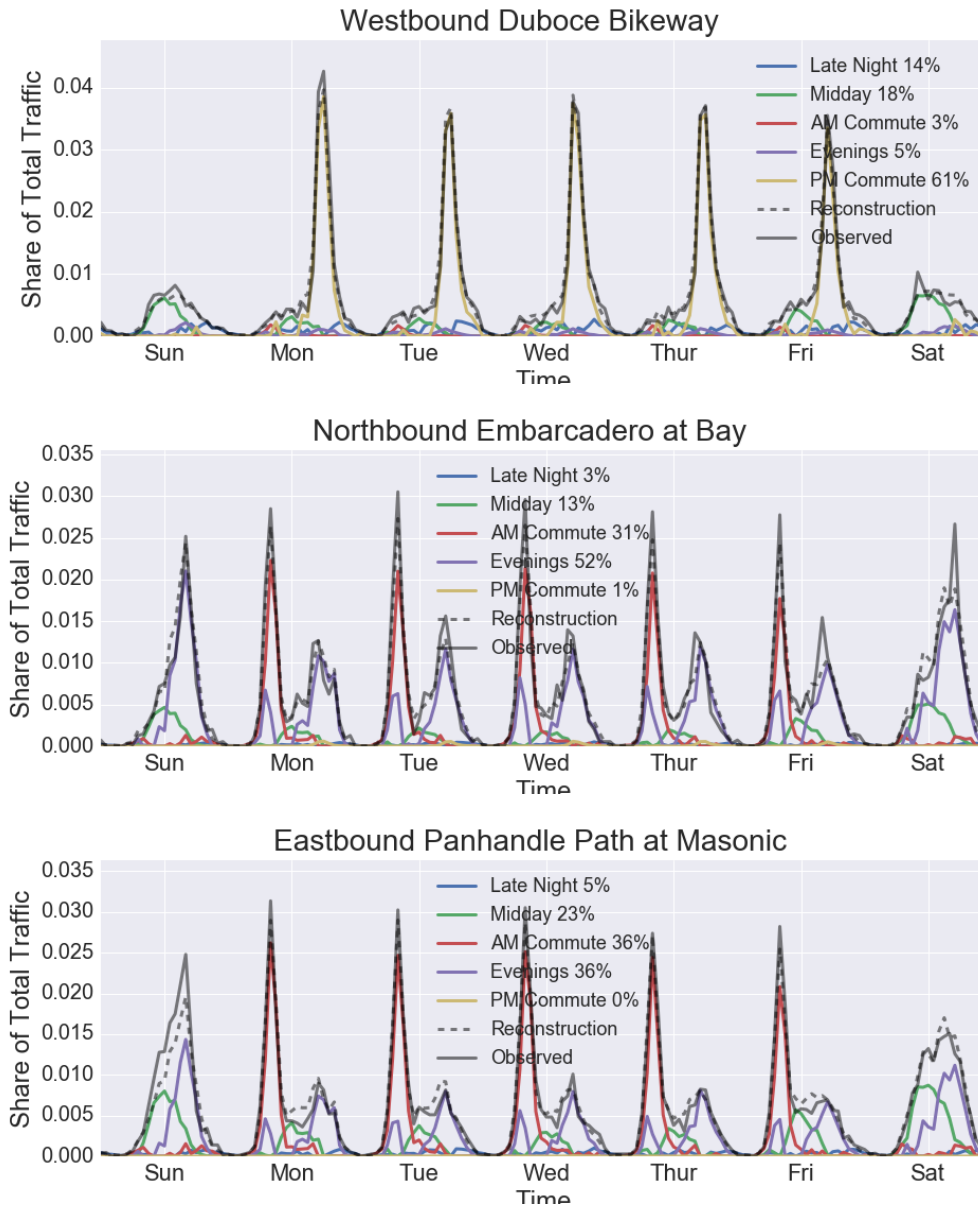 Westbound Duboce Bikeway
Share of Total Traffic
0.04
0.03
0.02
0.01
0.00
Late Night 14%
Midday 18%
AM Commute 3%
Evenings 5%
PM Commute 61%
Reconstruction
Observed
Sun Mon Tue Wed Thur Fri Sat
Time
Northbound Embarcadero at Bay
Share of Total Traffic
0.035
0.030
0.025
0.020
0.015
0.010
0.005
0.000
Late Night 3%
Midday 13%
AM Commute 31%
Evenings 52%
PM Commute 1%
Reconstruction
Observed
Sun Mon Tue Wed Thur Fri Sat
Time
Eastbound Panhandle Path at Masonic
Share of Total Traffic
0.035
0.030
0.025
0.020
0.015
0.010
0.005
0.000
Late Night 5%
Midday 23%
AM Commute 36%
Evenings 36%
PM Commute 0%
Reconstruction
Observed
Sun Mon Tue Wed Thur Fri Sat
Time